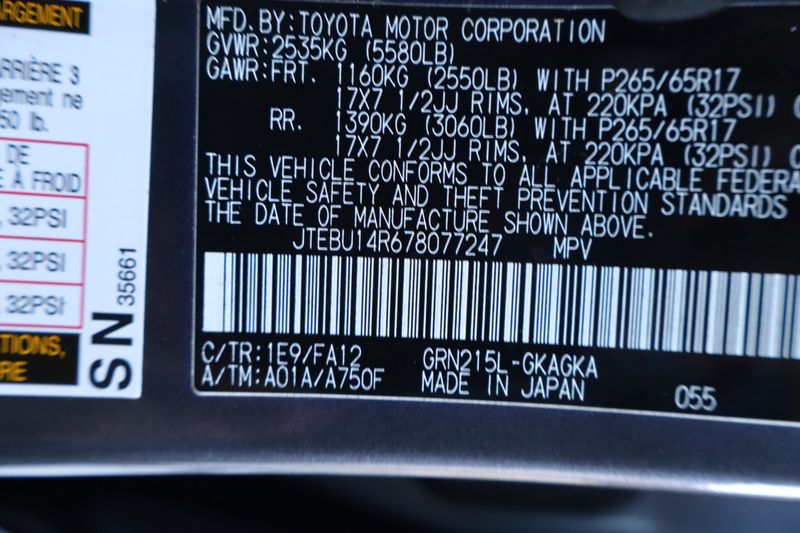 ARGEMENT
ARRIÈRE 3
gement ne
50 lb.
DE
E À FROID
32PSI
32PSI
32PSI
TIONS,
RE
SN 35661
MFD.BY:TOYOTA MOTOR CORPORATION
GVWR:2535KG (5580LB)
GAWR:FRT. 1160KG (2550LB) WITH P265/65R17
17X7 1/2JJ RIMS, AT 220KPA (32PSI) (
RR. 1390KG (3060LB) WITH P265/65R17
17X7 1/2JJ RIMS, AT 220KPA (32PSI) (
THIS VEHICLE CONFORMS TO ALL APPLICABLE FEDERA
VEHICLE SAFETY AND THEFT PREVENTION STANDARDS
THE DATE OF MANUFACTURE SHOWN ABOVE.
JTEBU14R678077247 MPV
C/TR:1E9/FA12 GRN215L-GKAGKA
A/TM:A01A/A750F MADE IN JAPAN 055